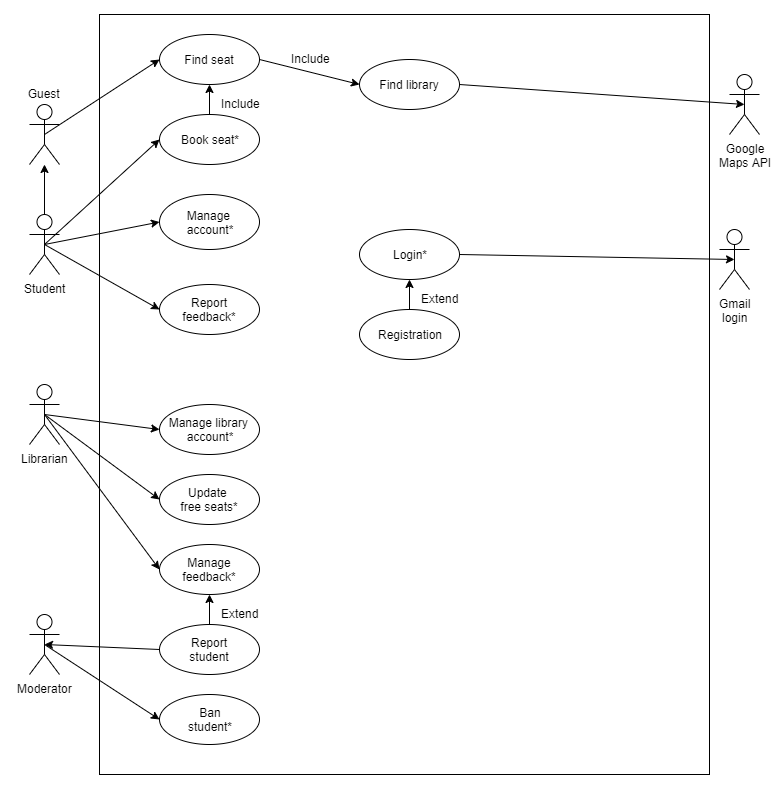 Find seat
Include
Find library
Guest
Include
Book seat*
Google
Maps API
Manage
account*
Student
Login*
Report
feedback*
Extend
Gmail
login
Registration
Manage library
account*
Librarian
Update
free seats*
Manage
feedback*
Extend
Report
student
Moderator
Ban
student*